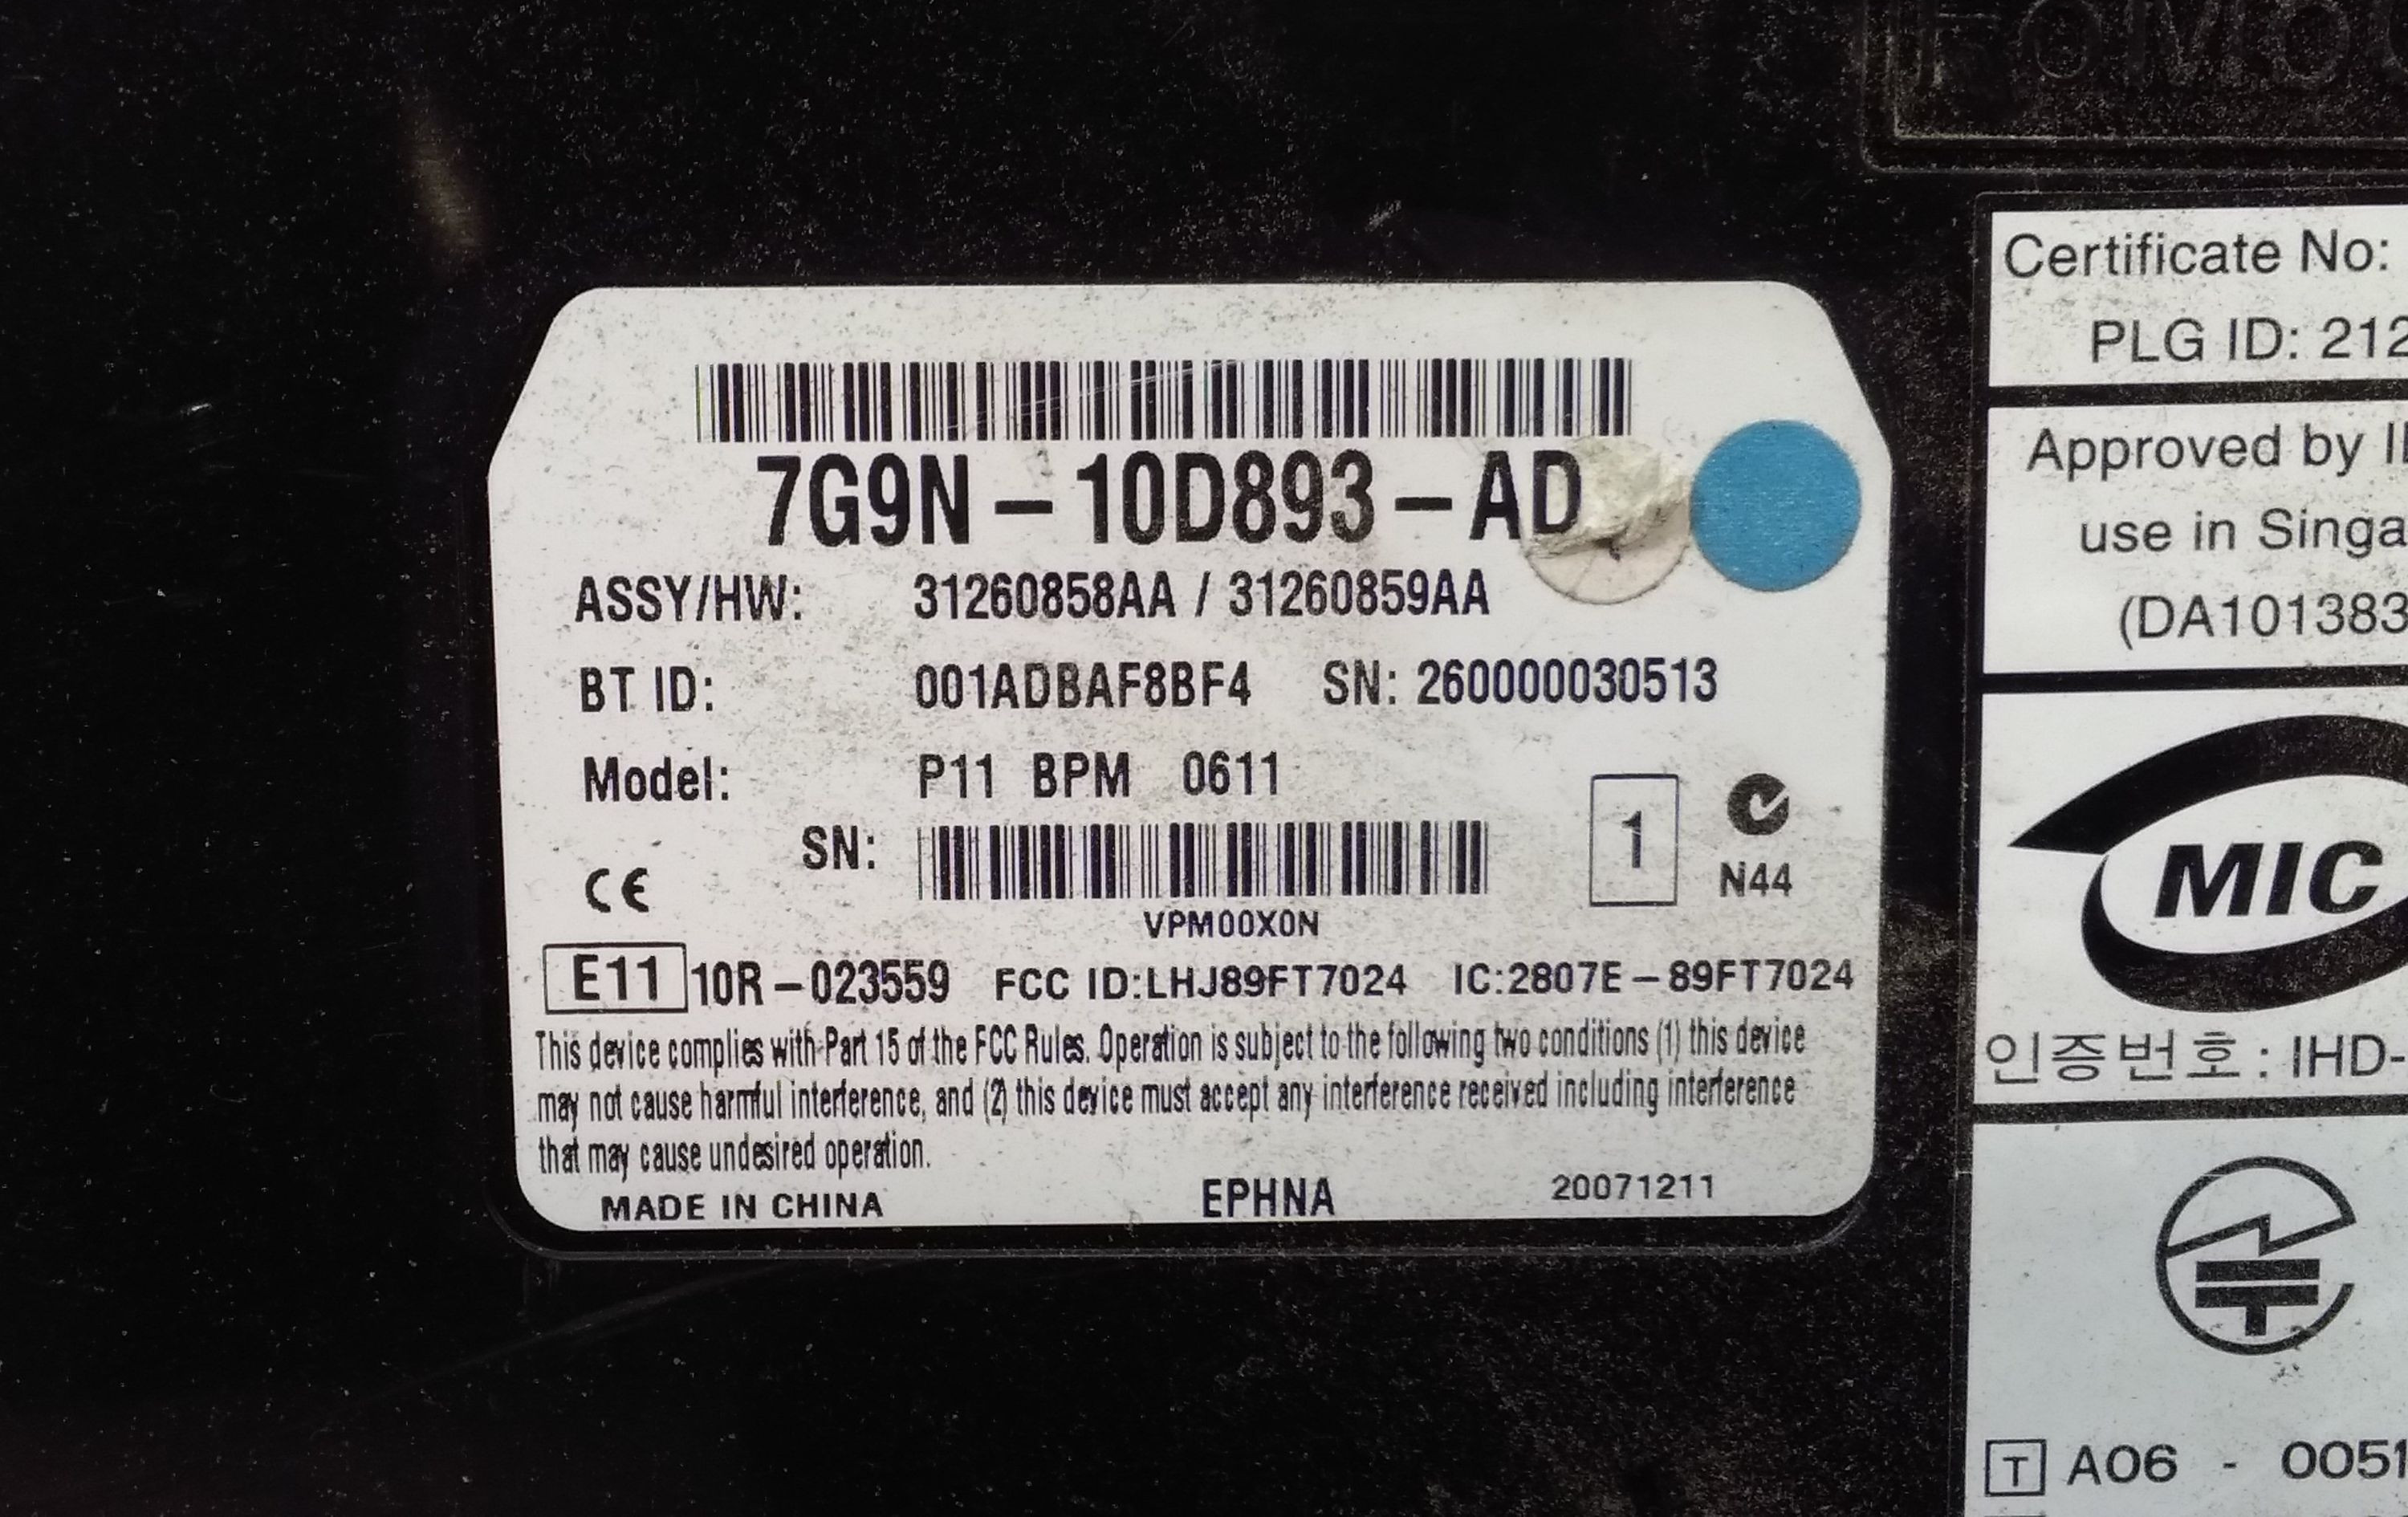 FoMoC
7G9N - 10D893 - AD
ASSY/HW: 31260858AA / 31260859AA
BT ID: 001ADBAF8BF4 SN: 260000030513
Model: P11 BPM 0611
SN:
1
N44
CE
VPM00X0N
E11 10R - 023559 FCC ID:LHJ89FT7024 IC:2807E - 89FT7024
This device complies with Part 15 of the FCC Rules. Operation is subject to the following two conditions (1) this device
may not cause harmful interference, and (2) this device must accept any interference received including interference
that may cause undesired operation.
MADE IN CHINA EPHNA 20071211
Certificate No:
PLG ID: 212
Approved by I
use in Singa
(DA101383
MIC
인증번호 : IHD-
T A06 - 0051